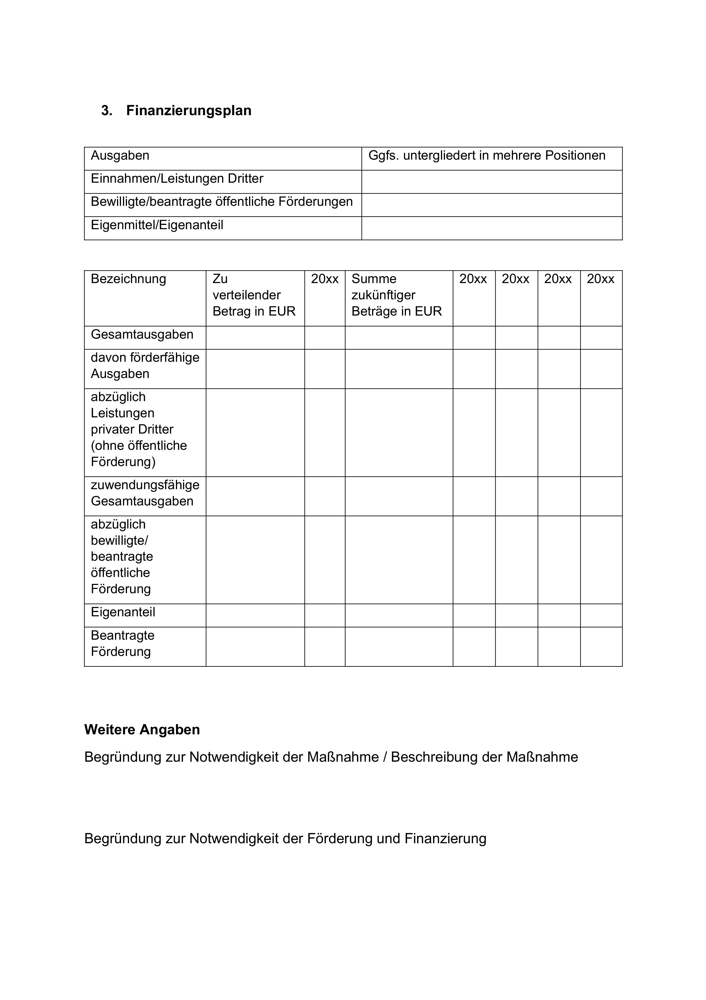 3. Finanzierungsplan
Ausgaben
Ggfs. untergliedert in mehrere Positionen
Einnahmen/Leistungen Dritter
Bewilligte/beantragte öffentliche Förderungen
Eigenmittel/Eigenanteil
Bezeichnung
Zu
verteilender
Betrag in EUR
20xx
Summe
zukünftiger
Beträge in EUR
20xx
20xx
20xx
20xx
Gesamtausgaben
davon förderfähige
Ausgaben
abzüglich
Leistungen
privater Dritter
(ohne öffentliche
Förderung)
zuwendungsfähige
Gesamtausgaben
abzüglich
bewilligte/
beantragte
öffentliche
Förderung
Eigenanteil
Beantragte
Förderung
Weitere Angaben
Begründung zur Notwendigkeit der Maßnahme / Beschreibung der Maßnahme
Begründung zur Notwendigkeit der Förderung und Finanzierung